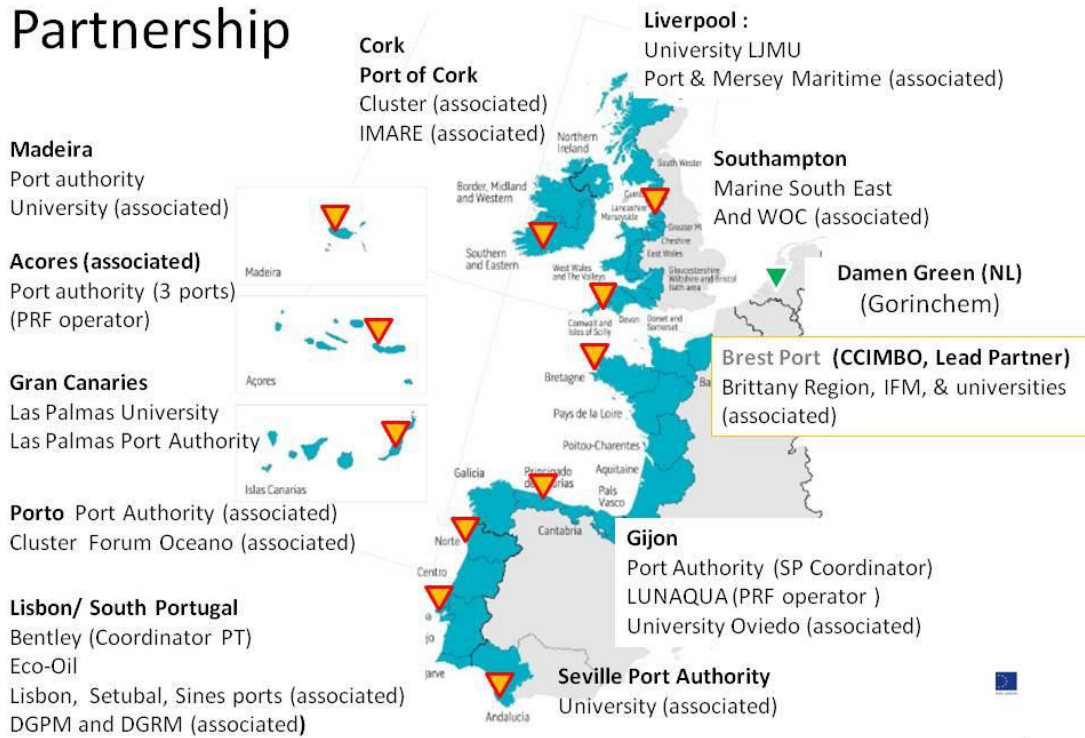 Partnership
Cork
Port of Cork
Cluster (associated)
IMARE (associated)
Liverpool :
University LJMU
Port & Mersey Maritime (associated)
Southampton
Marine South East
And WOC (associated)
Damen Green (NL)
(Gorinchem)
Brest Port (CCIMBO, Lead Partner)
Brittany Region, IFM, & universities
(associated)
Madeira
Port authority
University (associated)
Acores (associated)
Port authority (3 ports)
(PRF operator)
Gran Canaries
Las Palmas University
Las Palmas Port Authority
Porto Port Authority (associated)
Cluster Forum Oceano (associated)
Lisbon/ South Portugal
Bentley (Coordinator PT)
Eco-Oil
Lisbon, Setubal, Sines ports (associated)
DGPM and DGRM (associated)
Gijon
Port Authority (SP Coordinator)
LUNAQUA (PRF operator )
University Oviedo (associated)
Seville Port Authority
University (associated)
Madeira
Açores
Islas Canarias
Northern
Ireland
Border, Midland
and Western
Southern
and Eastern
South Wester
Lancashire
Merseyside
Greater M
Cheshire
East Wales
West Wales
and The Valleys
Gloucestershire
Wiltshire and Bristol
Bath area
Cornwall and
Isles of Scilly
Devon
Dorset and
Somerset
Bretagne
Ba
Pays de la Loire
Poitou-Charentes
Aquitaine
País
Vasco
Galicia
Principado
Cantabria
Norte
Centro
Andalucía